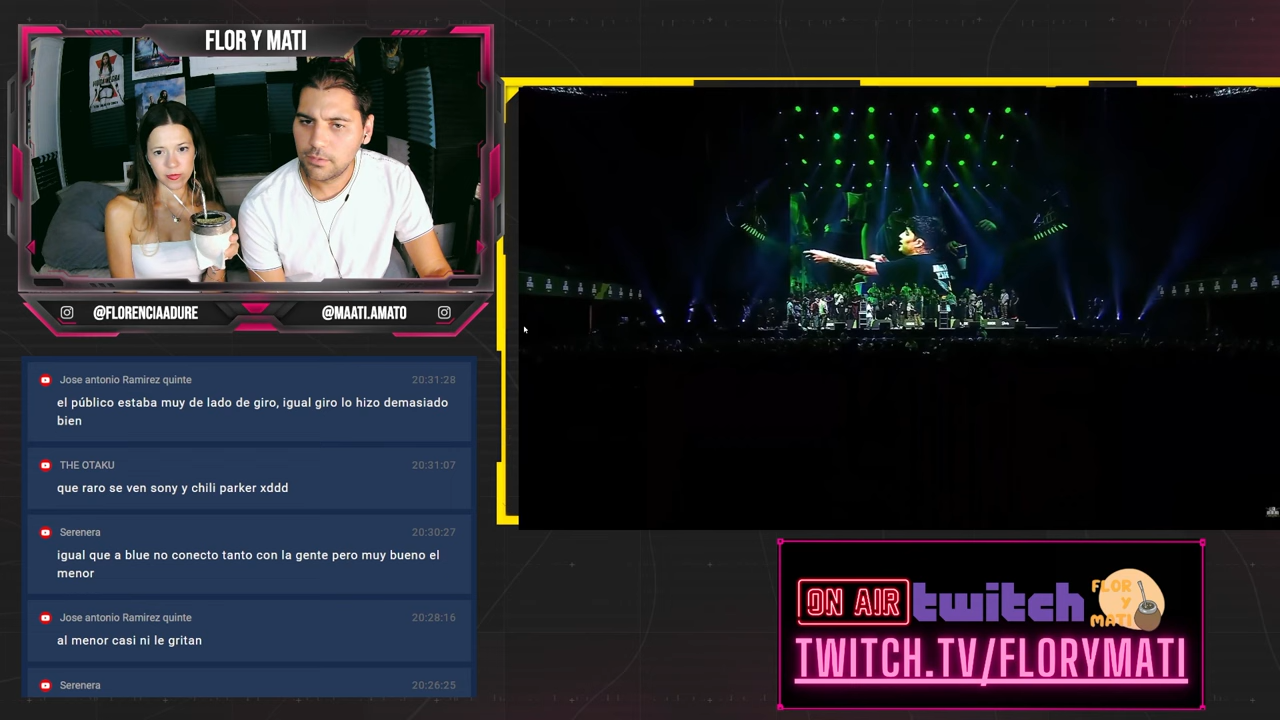 FLOR Y MATI
@FLORENCIAADURE
@MAATI.AMATO
Jose antonio Ramirez quinte
20:31:28
el público estaba muy de lado de giro, igual giro lo hizo demasiado
bien
THE OTAKU
20:31:07
que raro se ven sony y chili parker xddd
Serenera
20:30:27
igual que a blue no conecto tanto con la gente pero muy bueno el
menor
Jose antonio Ramirez quinte
20:28:16
al menor casi ni le gritan
Serenera
20:26:25
ON AIR
twitch
FLOR
Y
MATI
TWITCH.TV/FLORYMATI